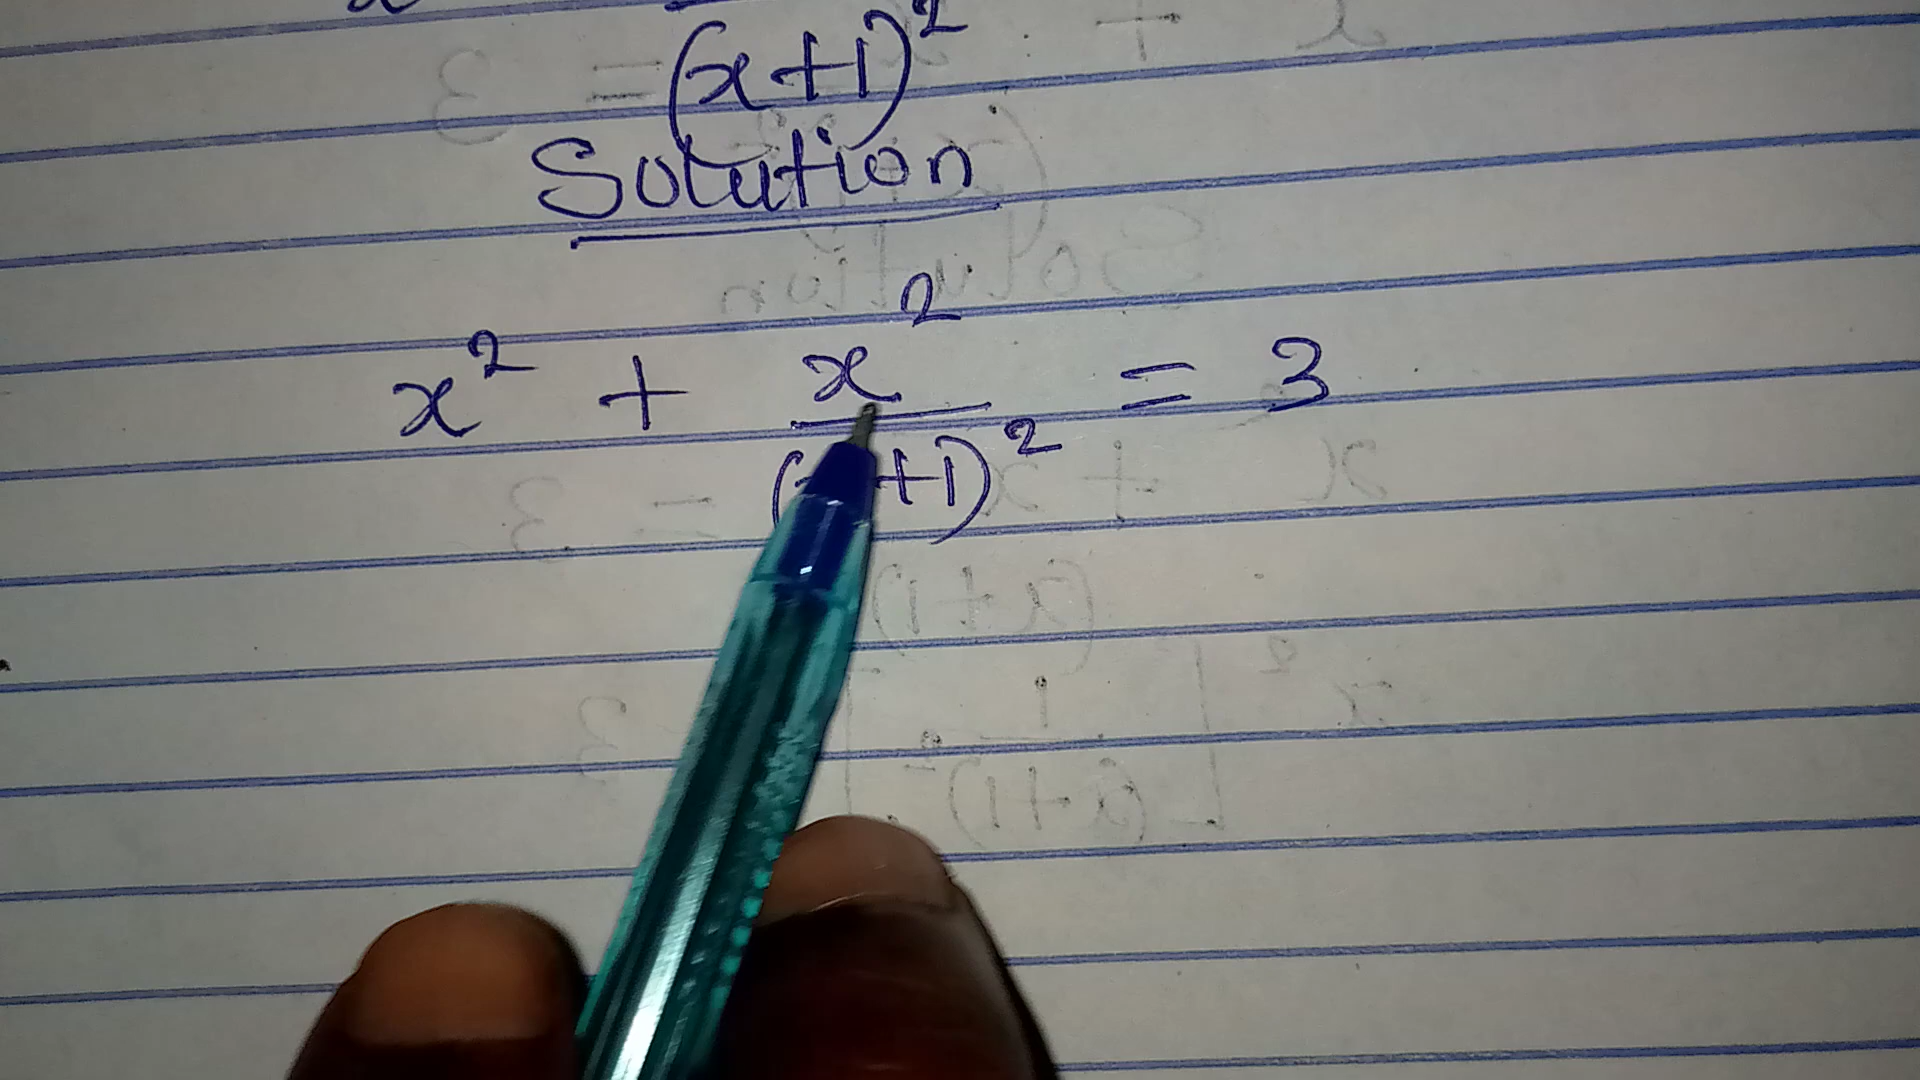 (x+1)²
Solution
x² + x²/(x+1)² = 3